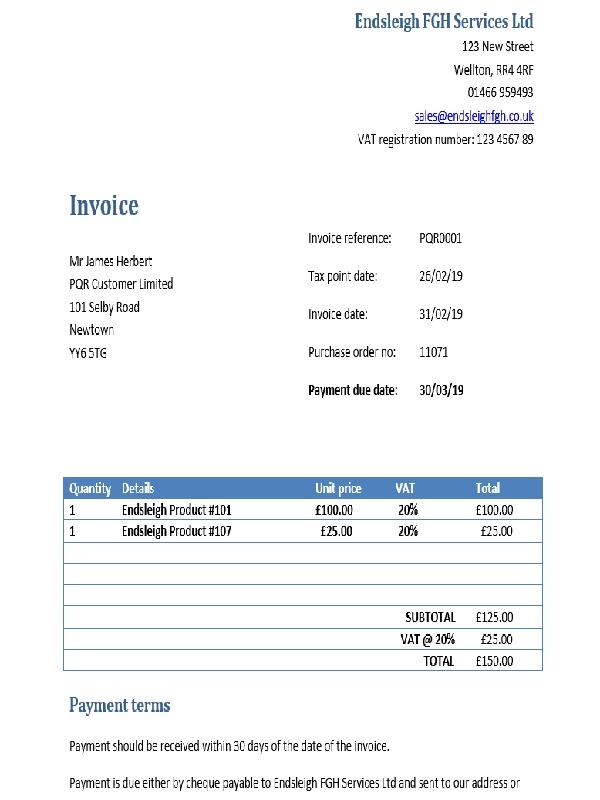 Endsleigh FGH Services Ltd
123 New Street
Wellton, RR4 4RF
01466 959493
sales@endsleighfgh.co.uk
VAT registration number: 123 4567 89
Invoice
Invoice reference: PQR0001
Mr James Herbert
PQR Customer Limited
101 Selby Road
Newtown
YY6 5TG
Tax point date: 26/02/19
Invoice date: 31/02/19
Purchase order no: 11071
Payment due date: 30/03/19
Quantity Details Unit price VAT Total
1 Endsleigh Product #101 £100.00 20% £100.00
1 Endsleigh Product #107 £25.00 20% £25.00
SUBTOTAL £125.00
VAT @ 20% £25.00
TOTAL £150.00
Payment terms
Payment should be received within 30 days of the date of the invoice.
Payment is due either by cheque payable to Endsleigh FGH Services Ltd and sent to our address or